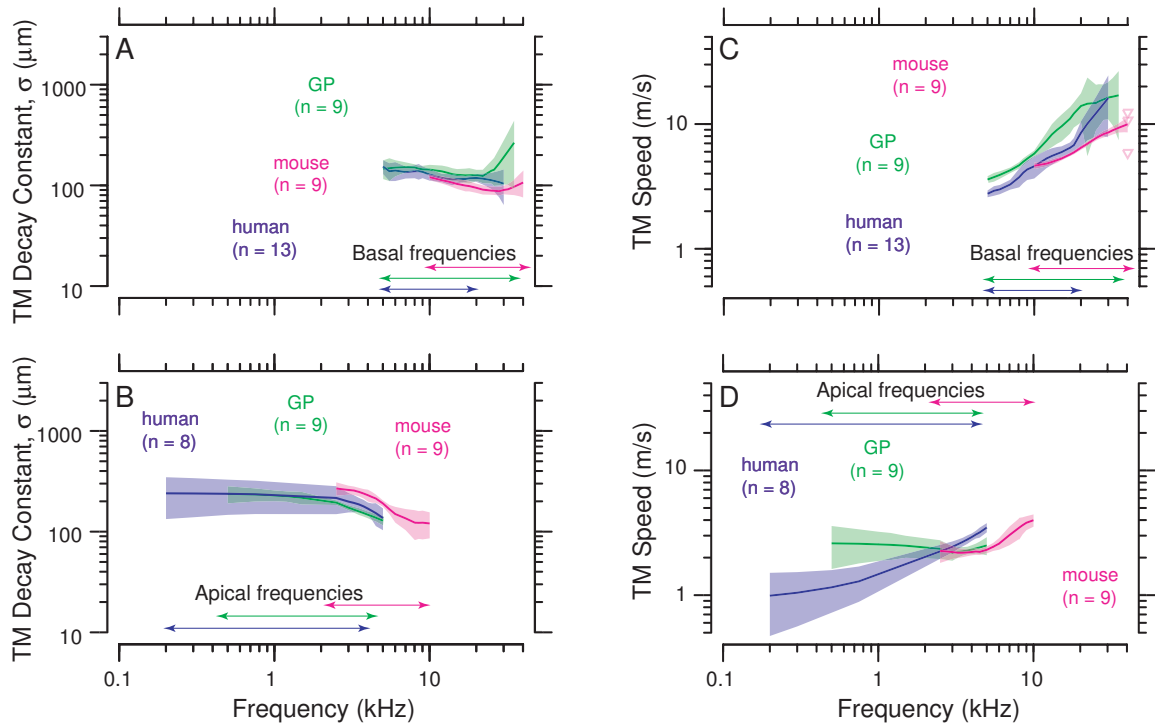 A
TM Decay Constant, σ (μm)
1000
100
10
GP
(n = 9)
mouse
(n = 9)
human
(n = 13)
Basal frequencies
C
TM Speed (m/s)
10
1
mouse
(n = 9)
GP
(n = 9)
human
(n = 13)
Basal frequencies
B
TM Decay Constant, σ (μm)
1000
100
10
human
(n = 8)
GP
(n = 9)
mouse
(n = 9)
Apical frequencies
0.1
1
10
Frequency (kHz)
D
TM Speed (m/s)
10
1
Apical frequencies
human
(n = 8)
GP
(n = 9)
mouse
(n = 9)
0.1
1
10
Frequency (kHz)